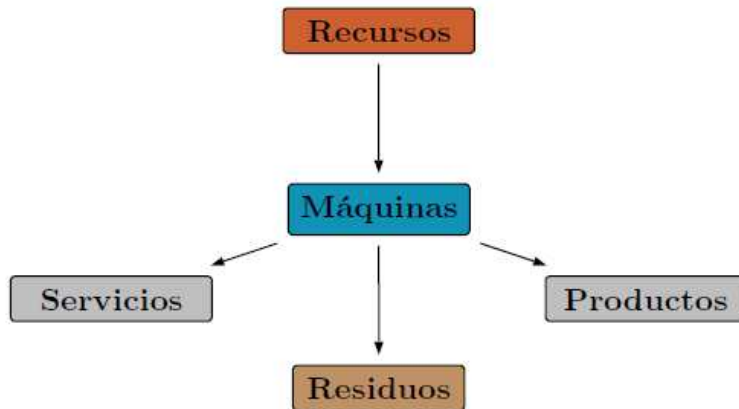 Recursos
Máquinas
Servicios
Productos
Residuos